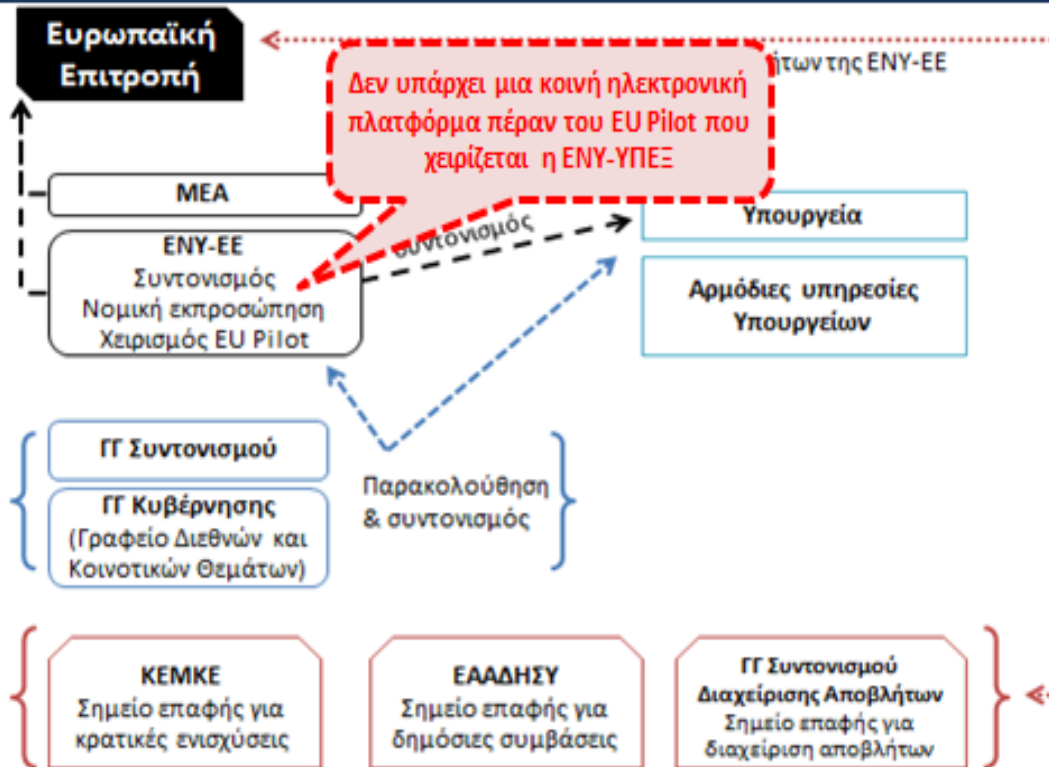 Ευρωπαϊκή
Επιτροπή
της ΕΝΥ-ΕΕ
Δεν υπάρχει μια κοινή ηλεκτρονική
πλατφόρμα πέραν του EU Pilot που
χειρίζεται η ΕΝΥ-ΥΠΕΞ
ΜΕΑ
ΕΝΥ-ΕΕ
Συντονισμός
Νομική εκπροσώπηση
Χειρισμός EU Pilot
συντονισμός
Υπουργεία
Αρμόδιες υπηρεσίες
Υπουργείων
ΓΓ Συντονισμού
ΓΓ Κυβέρνησης
(Γραφείο Διεθνών και
Κοινοτικών Θεμάτων)
Παρακολούθηση
& συντονισμός
ΚΕΜΚΕ
Σημείο επαφής για
κρατικές ενισχύσεις
ΕΑΑΔΗΣΥ
Σημείο επαφής για
δημόσιες συμβάσεις
ΓΓ Συντονισμού
Διαχείρισης Αποβλήτων
Σημείο επαφής για
διαχείριση αποβλήτων